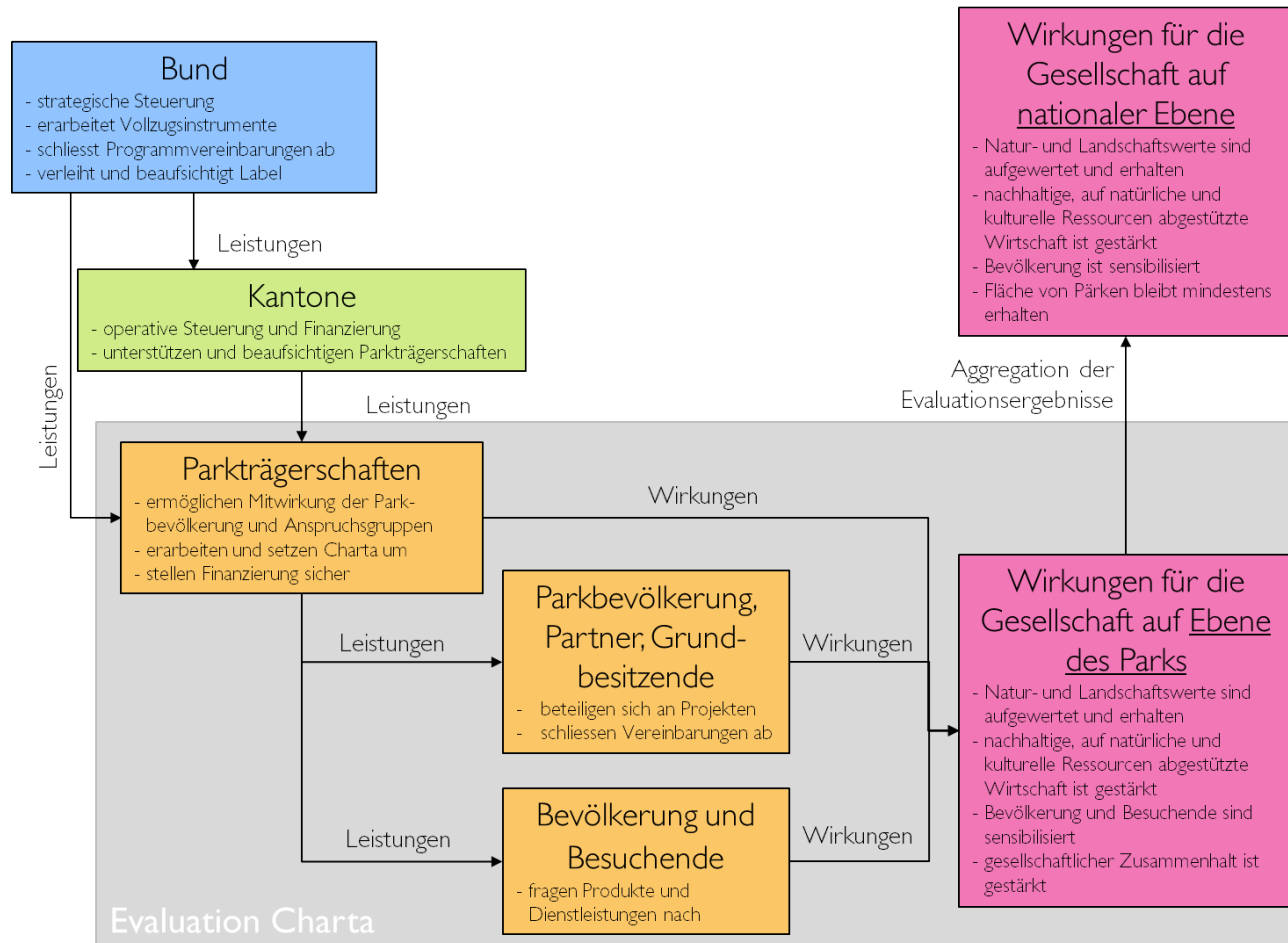 Bund
- strategische Steuerung
- erarbeitet Vollzugsinstrumente
- schliesst Programmvereinbarungen ab
- verleiht und beaufsichtigt Label
Leistungen
Kantone
- operative Steuerung und Finanzierung
- unterstützen und beaufsichtigen Parkträgerschaften
Leistungen
Leistungen
Parkträgerschaften
- ermöglichen Mitwirkung der Park-
bevölkerung und Anspruchsgruppen
- erarbeiten und setzen Charta um
- stellen Finanzierung sicher
Wirkungen
Leistungen
Parkbevölkerung,
Partner, Grund-
besitzende
- beteiligen sich an Projekten
- schliessen Vereinbarungen ab
Wirkungen
Leistungen
Bevölkerung und
Besuchende
- fragen Produkte und
Dienstleistungen nach
Wirkungen
Wirkungen für die
Gesellschaft auf
nationaler Ebene
- Natur- und Landschaftswerte sind
aufgewertet und erhalten
- nachhaltige, auf natürliche und
kulturelle Ressourcen abgestützte
Wirtschaft ist gestärkt
- Bevölkerung ist sensibilisiert
- Fläche von Pärken bleibt mindestens
erhalten
Aggregation der
Evaluationsergebnisse
Wirkungen für die
Gesellschaft auf Ebene
des Parks
- Natur- und Landschaftswerte sind
aufgewertet und erhalten
- nachhaltige, auf natürliche und
kulturelle Ressourcen abgestützte
Wirtschaft ist gestärkt
- Bevölkerung und Besuchende sind
sensibilisiert
- gesellschaftlicher Zusammenhalt ist
gestärkt
Evaluation Charta